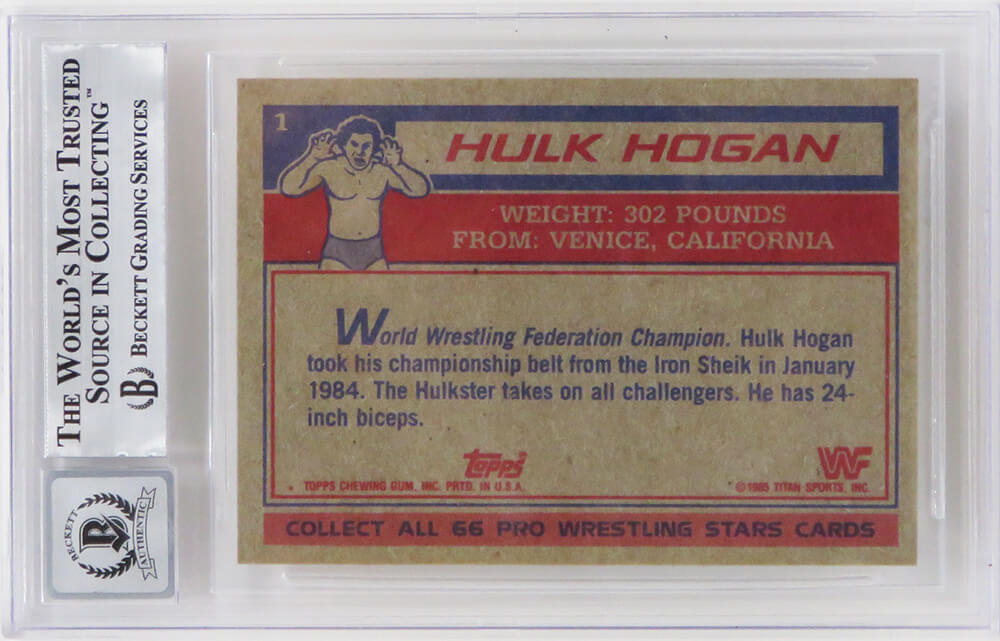 THE WORLD'S MOST TRUSTED
SOURCE IN COLLECTING™
BECKETT GRADING SERVICES
B
BECKETT
B
AUTHENTIC
1
HULK HOGAN
WEIGHT: 302 POUNDS
FROM: VENICE, CALIFORNIA
World Wrestling Federation Champion. Hulk Hogan
took his championship belt from the Iron Sheik in January
1984. The Hulkster takes on all challengers. He has 24-
inch biceps.
Topps®
WF
* TOPPS CHEWING GUM, INC. PRTD. IN U.S.A.
* © 1985 TITAN SPORTS, INC.
COLLECT ALL 66 PRO WRESTLING STARS CARDS